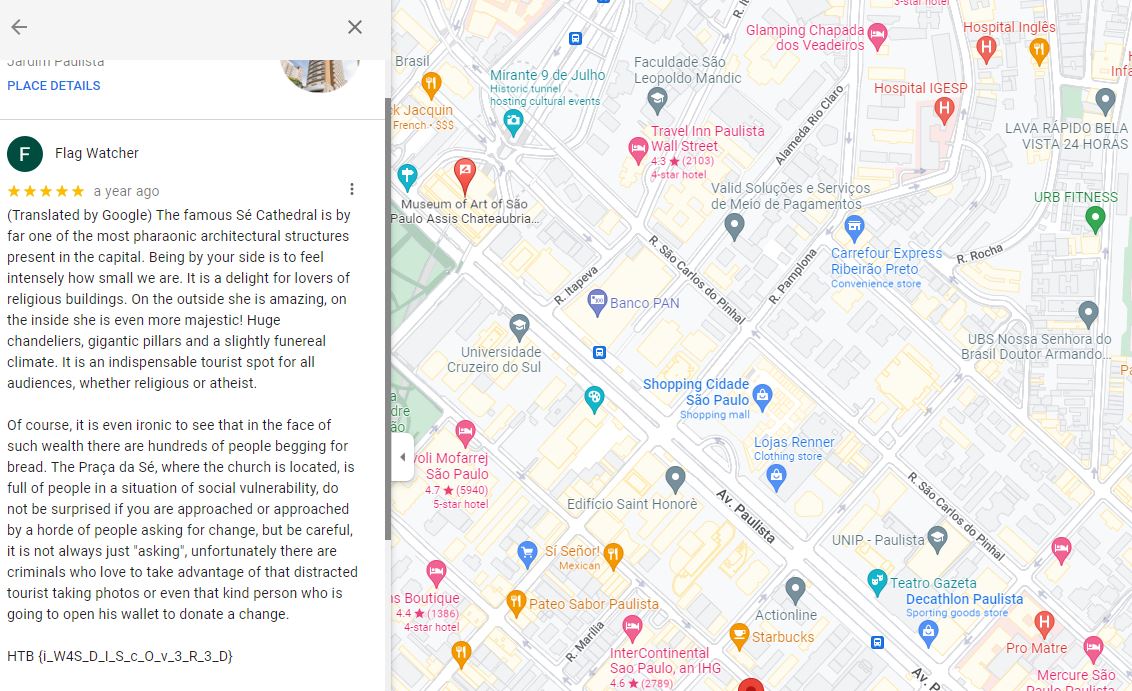 Jardim Paulista
PLACE DETAILS
F
Flag Watcher
a year ago
(Translated by Google) The famous Sé Cathedral is by
far one of the most pharaonic architectural structures
present in the capital. Being by your side is to feel
intensely how small we are. It is a delight for lovers of
religious buildings. On the outside she is amazing, on
the inside she is even more majestic! Huge
chandeliers, gigantic pillars and a slightly funereal
climate. It is an indispensable tourist spot for all
audiences, whether religious or atheist.
Of course, it is even ironic to see that in the face of
such wealth there are hundreds of people begging for
bread. The Praça da Sé, where the church is located, is
full of people in a situation of social vulnerability, do
not be surprised if you are approached or approached
by a horde of people asking for change, but be careful,
it is not always just "asking", unfortunately there are
criminals who love to take advantage of that distracted
tourist taking photos or even that kind person who is
going to open his wallet to donate a change.
HTB {i_W4S_D_I_S_c_O_v_3_R_3_D}
3-star hotel
Glamping Chapada
dos Veadeiros
Hospital Inglês
H
Brasil
Mirante 9 de Julho
Historic tunnel
hosting cultural events
Faculdade São
Leopoldo Mandic
Hospital IGESP
H
Infa
k Jacquin
French · $$$
Travel Inn Paulista
Wall Street
4.3 ★ (2103)
4-star hotel
Alameda Rio Claro
LAVA RÁPIDO BELA
VISTA 24 HORAS
Museum of Art of São
Paulo Assis Chateaubria...
Valid Soluções e Serviços
de Meio de Pagamentos
URB FITNESS
R. São Carlos do Pinhal
R. Pamplona
Carrefour Express
Ribeirão Preto
Convenience store
R. Rocha
R. Itapeva
Banco PAN
Universidade
Cruzeiro do Sul
UBS Nossa Senhora do
Brasil Doutor Armando...
Shopping Cidade
São Paulo
Shopping mall
a
dre
ão
Lojas Renner
Clothing store
voli Mofarrej
São Paulo
4.7 ★ (5940)
5-star hotel
Edifício Saint Honorè
Av. Paulista
R. São Carlos do Pinhal
UNIP - Paulista
Sí Señor!
Mexican
ns Boutique
4.4 ★ (1386)
4-star hotel
Pateo Sabor Paulista
Actionline
Teatro Gazeta
Decathlon Paulista
Sporting goods store
R. Marília
Starbucks
H
Pro Matre
InterContinental
Sao Paulo, an IHG
4.6 ★ (2789)
Av. P
Mercure São
Paulo Paulista